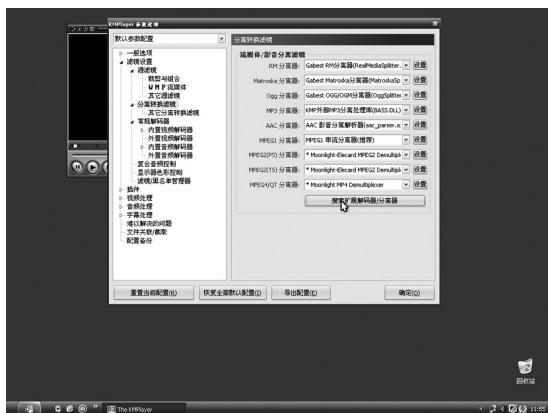 KMPlayer 参数选项
默认参数配置
一般选项
滤镜设置
源滤镜
裁剪与组合
UMP 流媒体
其它源滤镜
分离转换滤镜
其它分离转换滤镜
常规解码器
内置视频解码器
外置视频解码器
内置音频解码器
外置音频解码器
复合音频控制
显示器色彩控制
滤镜/黑名单管理器
插件
视频处理
音频处理
字幕处理
难以解决的问题
文件关联/截取
配置备份
分离转换滤镜
流媒体/影音分离滤镜
RM 分离器: Gabest RM分离器(RealMediaSplitter. 设置
Matroska 分离器: Gabest Matroska分离器(MatroskaSp 设置
Ogg 分离器: Gabest OGG/OGM分离器(OggSplitter 设置
MP3 分离器: KMP外部MP3分离处理库(BASS.DLL) 设置
AAC 分离器: AAC 影音分离解析器(aac_parser.a: 设置
MPEG1 分离器: MPEG1 串流分离器(推荐) 设置
MPEG2(PS) 分离器: * Moonlight-Elecard MPEG2 Demultipl 设置
MPEG2(TS) 分离器: * Moonlight-Elecard MPEG2 Demultipl 设置
MPEG4/QT 分离器: * Moonlight MP4 Demultiplexer 设置
搜索扩展解码器/分离器
重置当前配置(R) 恢复全部默认配置(I) 导出配置(E) 确定(O)
回收站
The KMPlayer 11:55